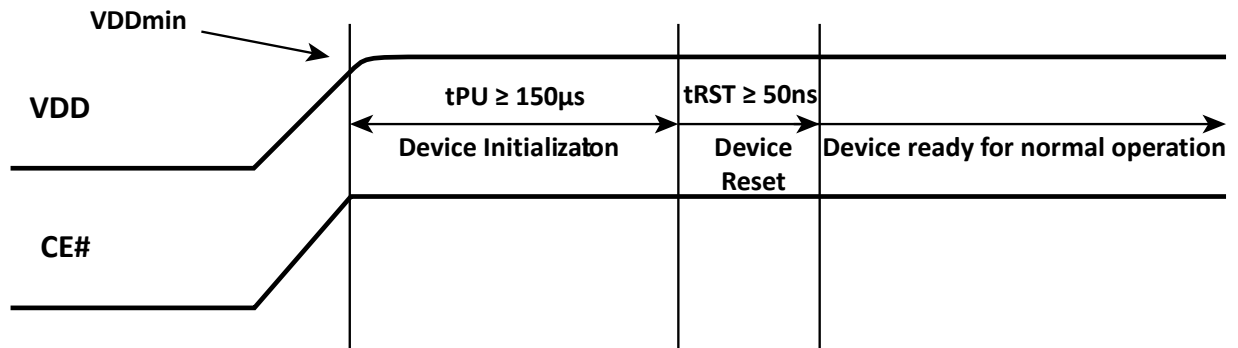 VDDmin
VDD
tPU ≥ 150µs
tRST ≥ 50ns
Device Initializaton
Device
Reset
Device ready for normal operation
CE#